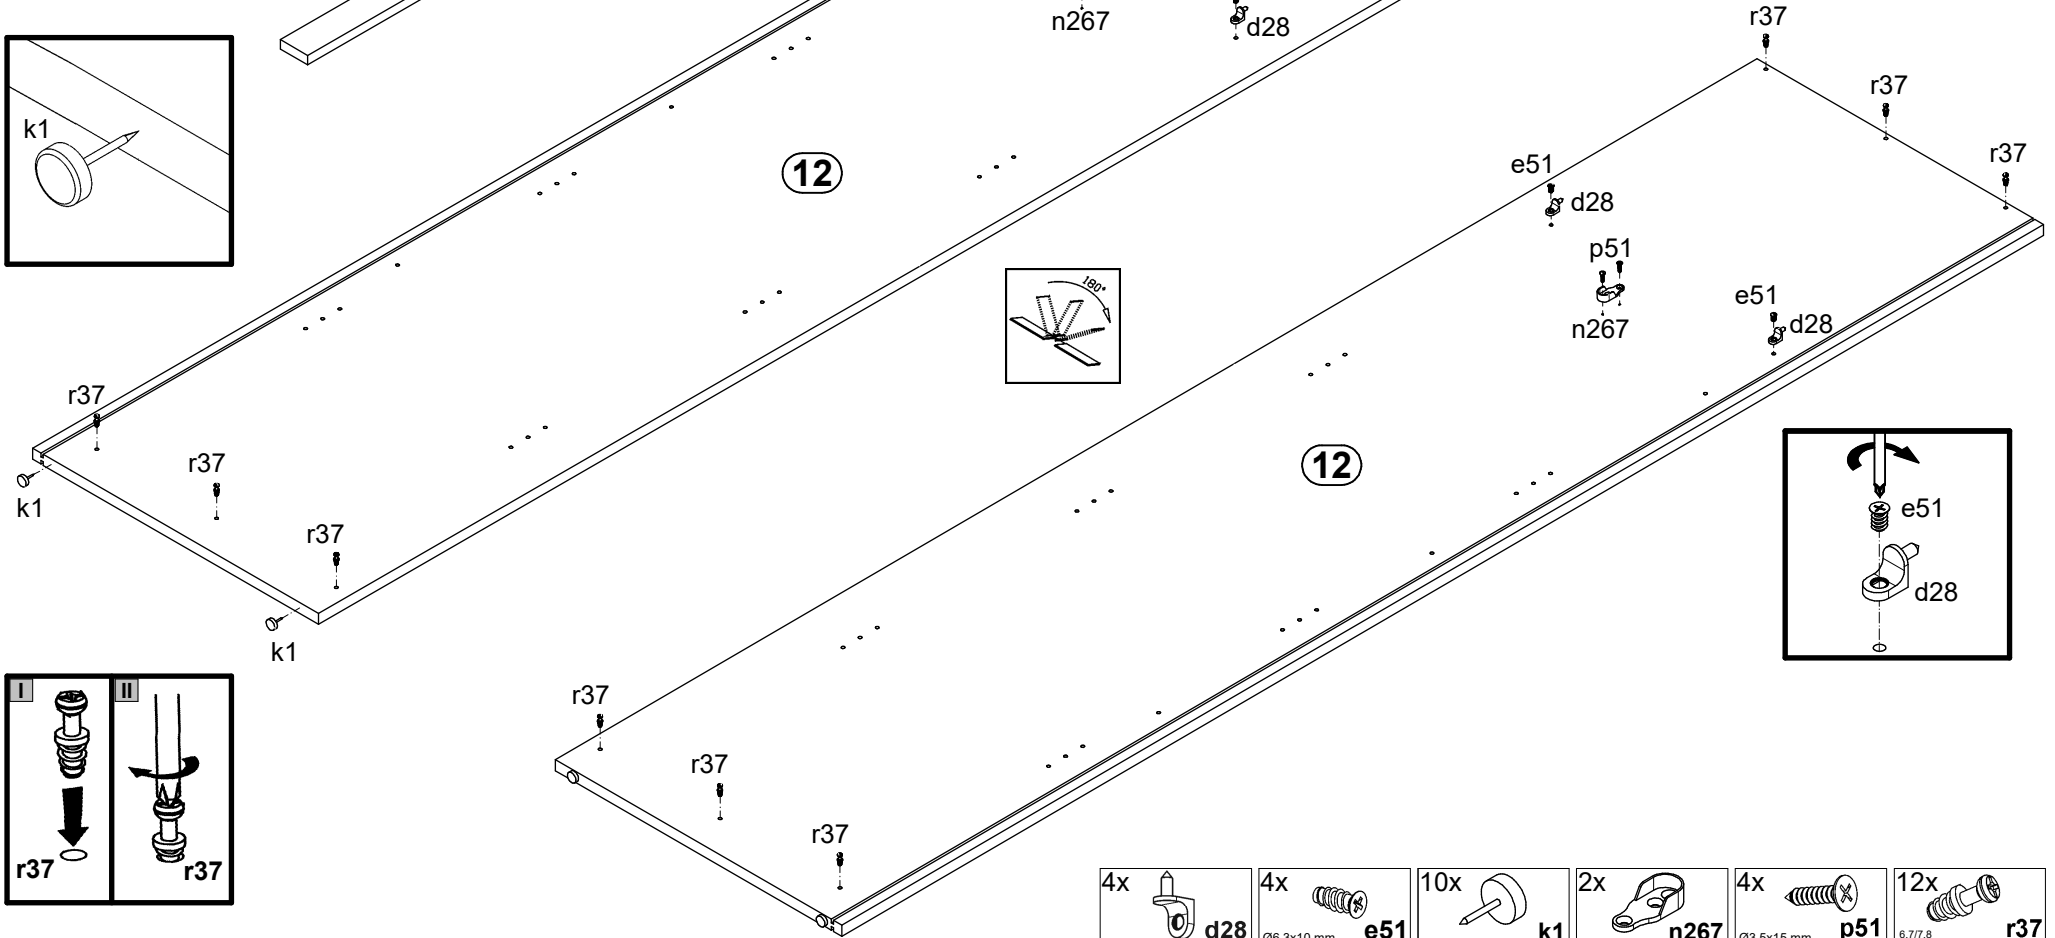 n267
d28
r37
r37
k1
r37
12
e51
d28
p51
e51
n267
d28
180°
r37
r37
12
k1
r37
e51
d28
k1
I
II
r37
r37
r37
r37
r37
4x
d28
4x
Ø6.3x10 mm
e51
10x
k1
2x
n267
4x
Ø3.5x15 mm
p51
12x
6,7/7,8
r37